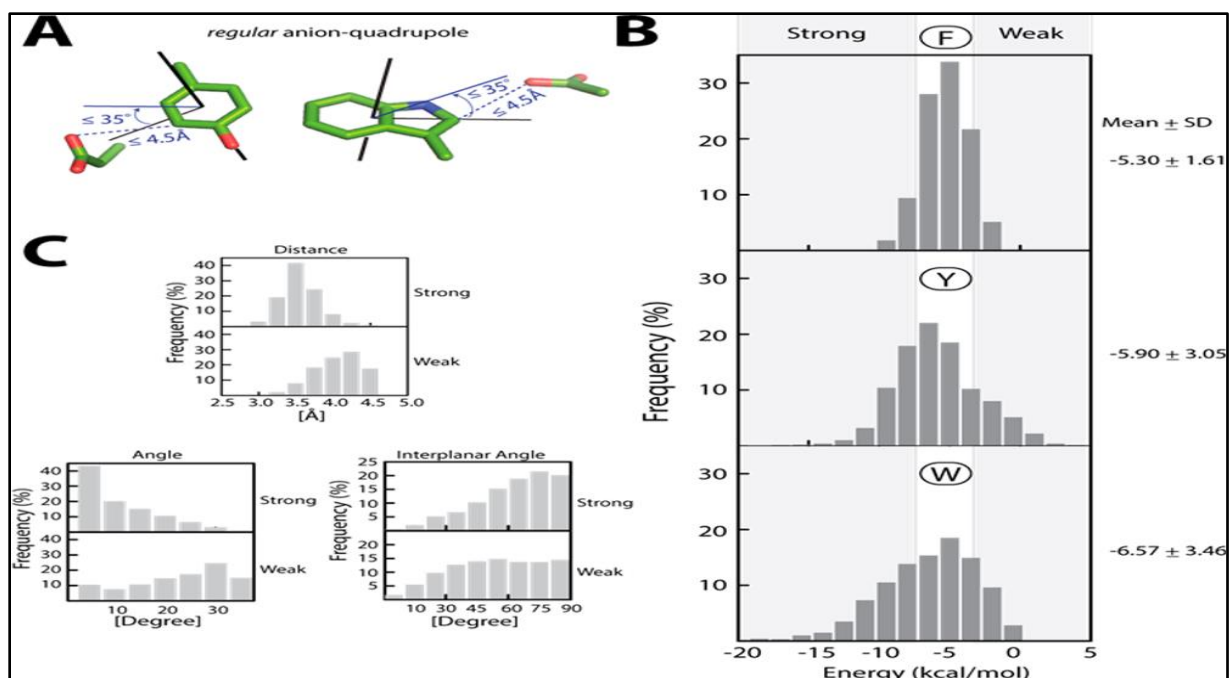 A
regular anion-quadrupole
≤ 35°
≤ 4.5Å
≤ 35°
≤ 4.5Å
B
Strong
F
Weak
30
20
10
Mean ± SD
-5.30 ± 1.61
Y
30
20
10
-5.90 ± 3.05
W
30
20
10
-6.57 ± 3.46
Frequency (%)
-20 -15 -10 -5 0 5
Energy (kcal/mol)
C
Distance
40
30
20
10
Strong
40
30
20
10
Weak
Frequency (%)
2.5 3.0 3.5 4.0 4.5 5.0
[Å]
Angle
40
30
20
10
Strong
40
30
20
10
Weak
Frequency (%)
10 20 30
[Degree]
Interplanar Angle
25
20
15
10
5
Strong
20
15
10
5
Weak
Frequency (%)
10 30 45 60 75 90
[Degree]